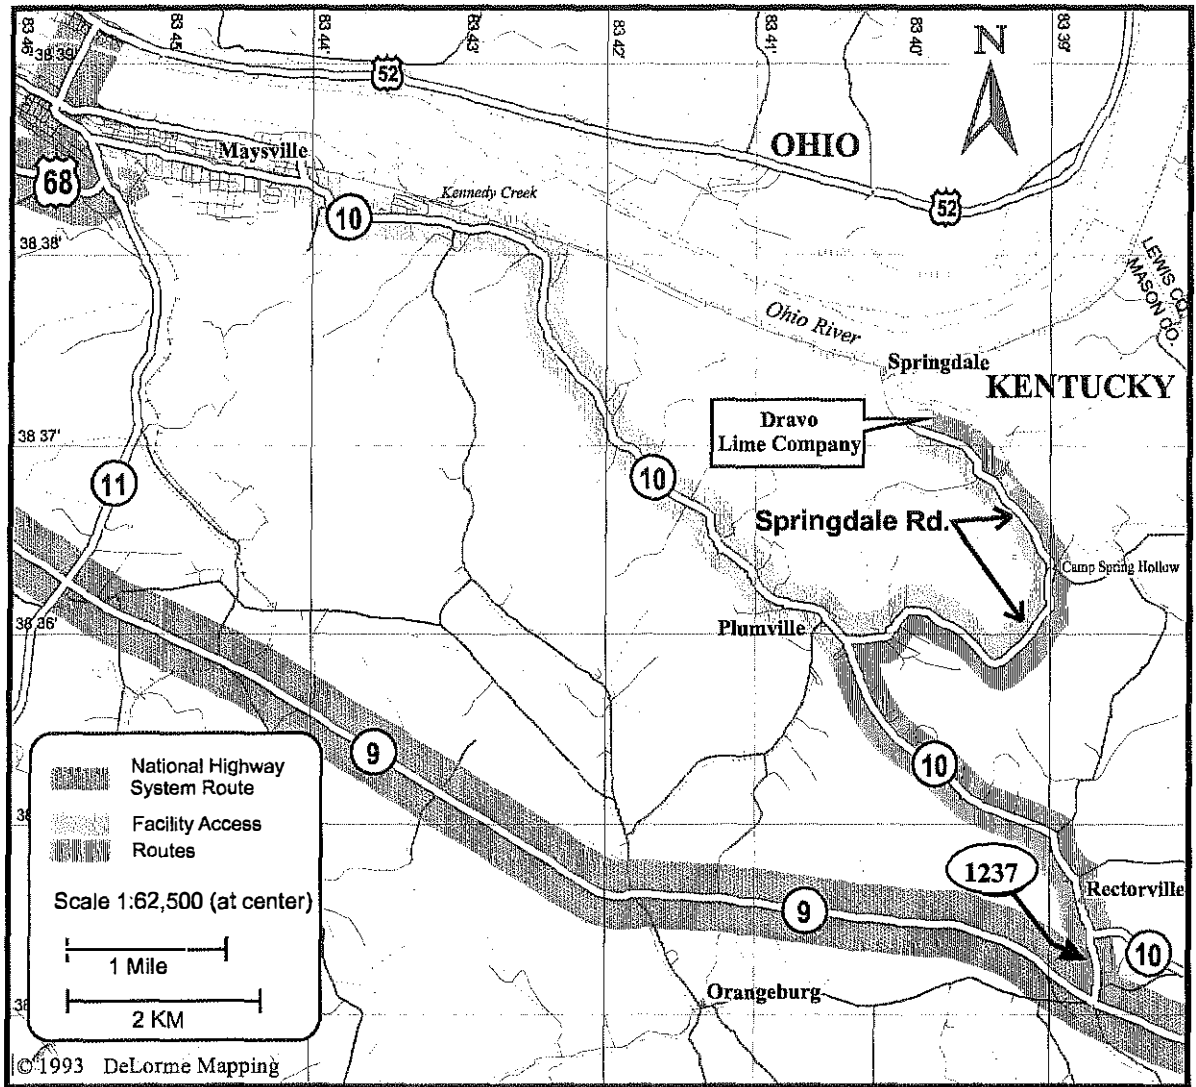 83 46'
83 45'
83 44'
83 43'
83 42'
83 41'
83 40'
83 39'
38 39'
52
N
OHIO
Maysville
68
Kennedy Creek
10
52
38 38'
LEWIS CO.
MASON CO.
Ohio River
Springdale
KENTUCKY
Dravo
Lime Company
38 37'
10
11
Springdale Rd.
Camp Spring Hollow
Plumville
38 36'
9
10
National Highway
System Route
Facility Access
Routes
Scale 1:62,500 (at center)
1 Mile
2 KM
1237
Rectorville
9
10
Orangeburg
© 1993 DeLorme Mapping